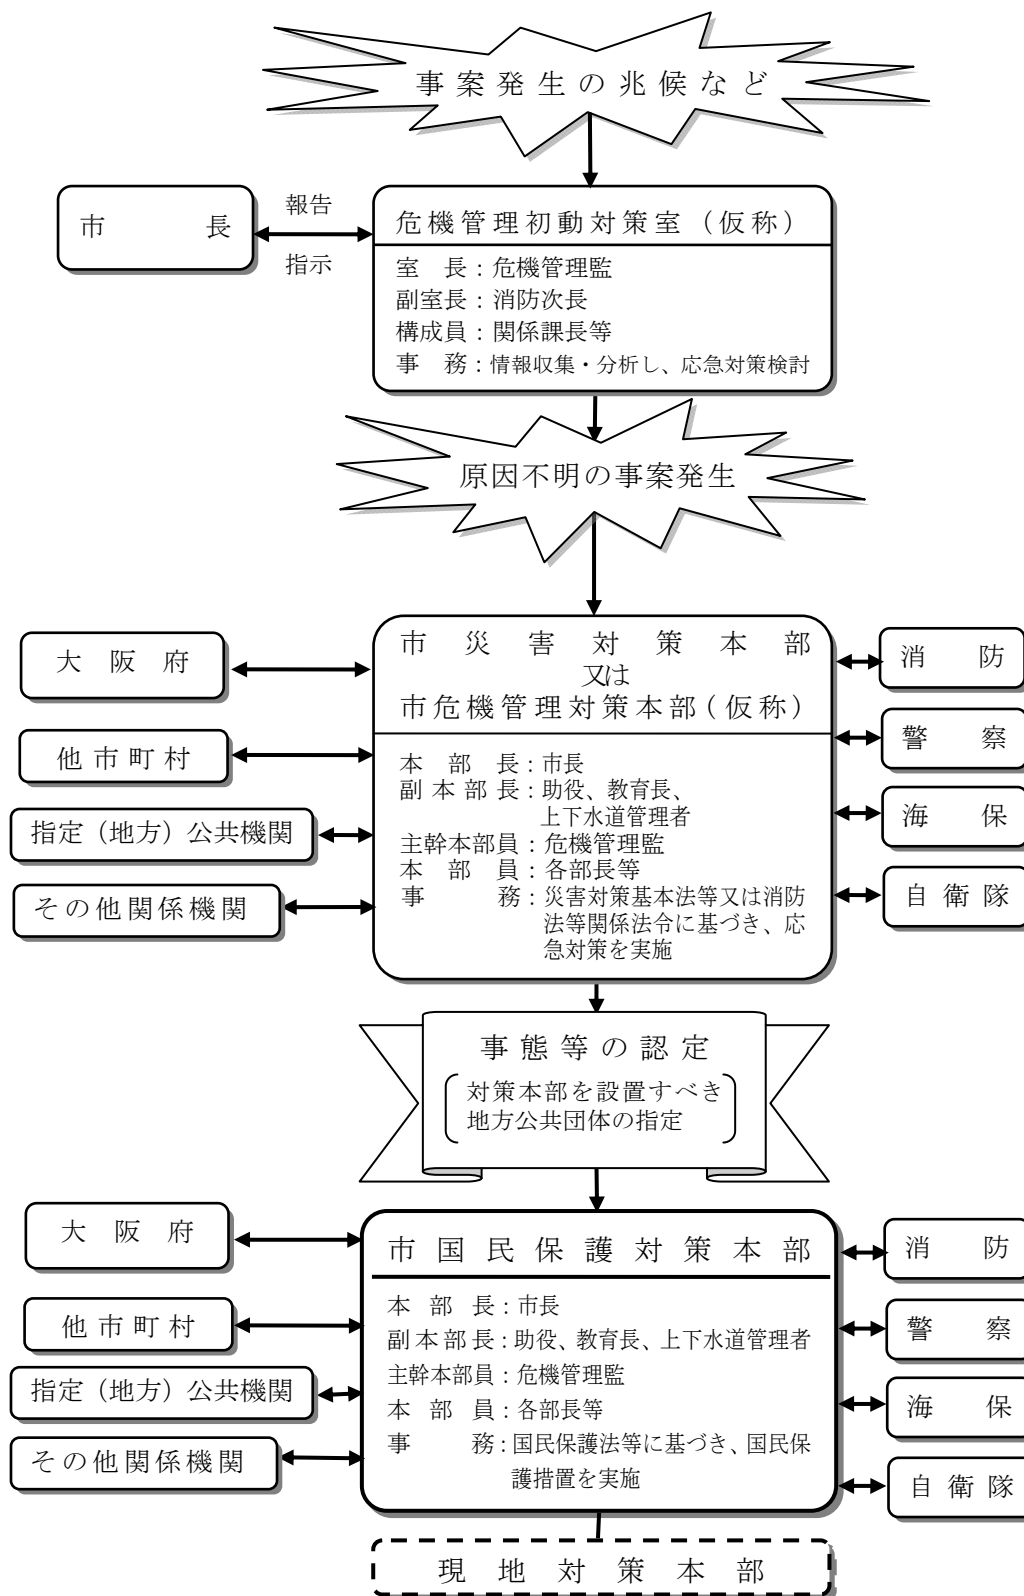 事案発生の兆候など
市長
報告
指示
危機管理初動対策室（仮称）
室長：危機管理監
副室長：消防次長
構成員：関係課長等
事務：情報収集・分析し、応急対策検討
原因不明の事案発生
大阪府
他市町村
指定（地方）公共機関
その他関係機関
市災害対策本部
又は
市危機管理対策本部（仮称）
本部長：市長
副本部長：助役、教育長、
上下水道管理者
主幹本部員：危機管理監
本部員：各部長等
事務：災害対策基本法等又は消防
法等関係法令に基づき、応
急対策を実施
消防
警察
海保
自衛隊
事態等の認定
対策本部を設置すべき
地方公共団体の指定
大阪府
他市町村
指定（地方）公共機関
その他関係機関
市国民保護対策本部
本部長：市長
副本部長：助役、教育長、上下水道管理者
主幹本部員：危機管理監
本部員：各部長等
事務：国民保護法等に基づき、国民保
護措置を実施
消防
警察
海保
自衛隊
現地対策本部